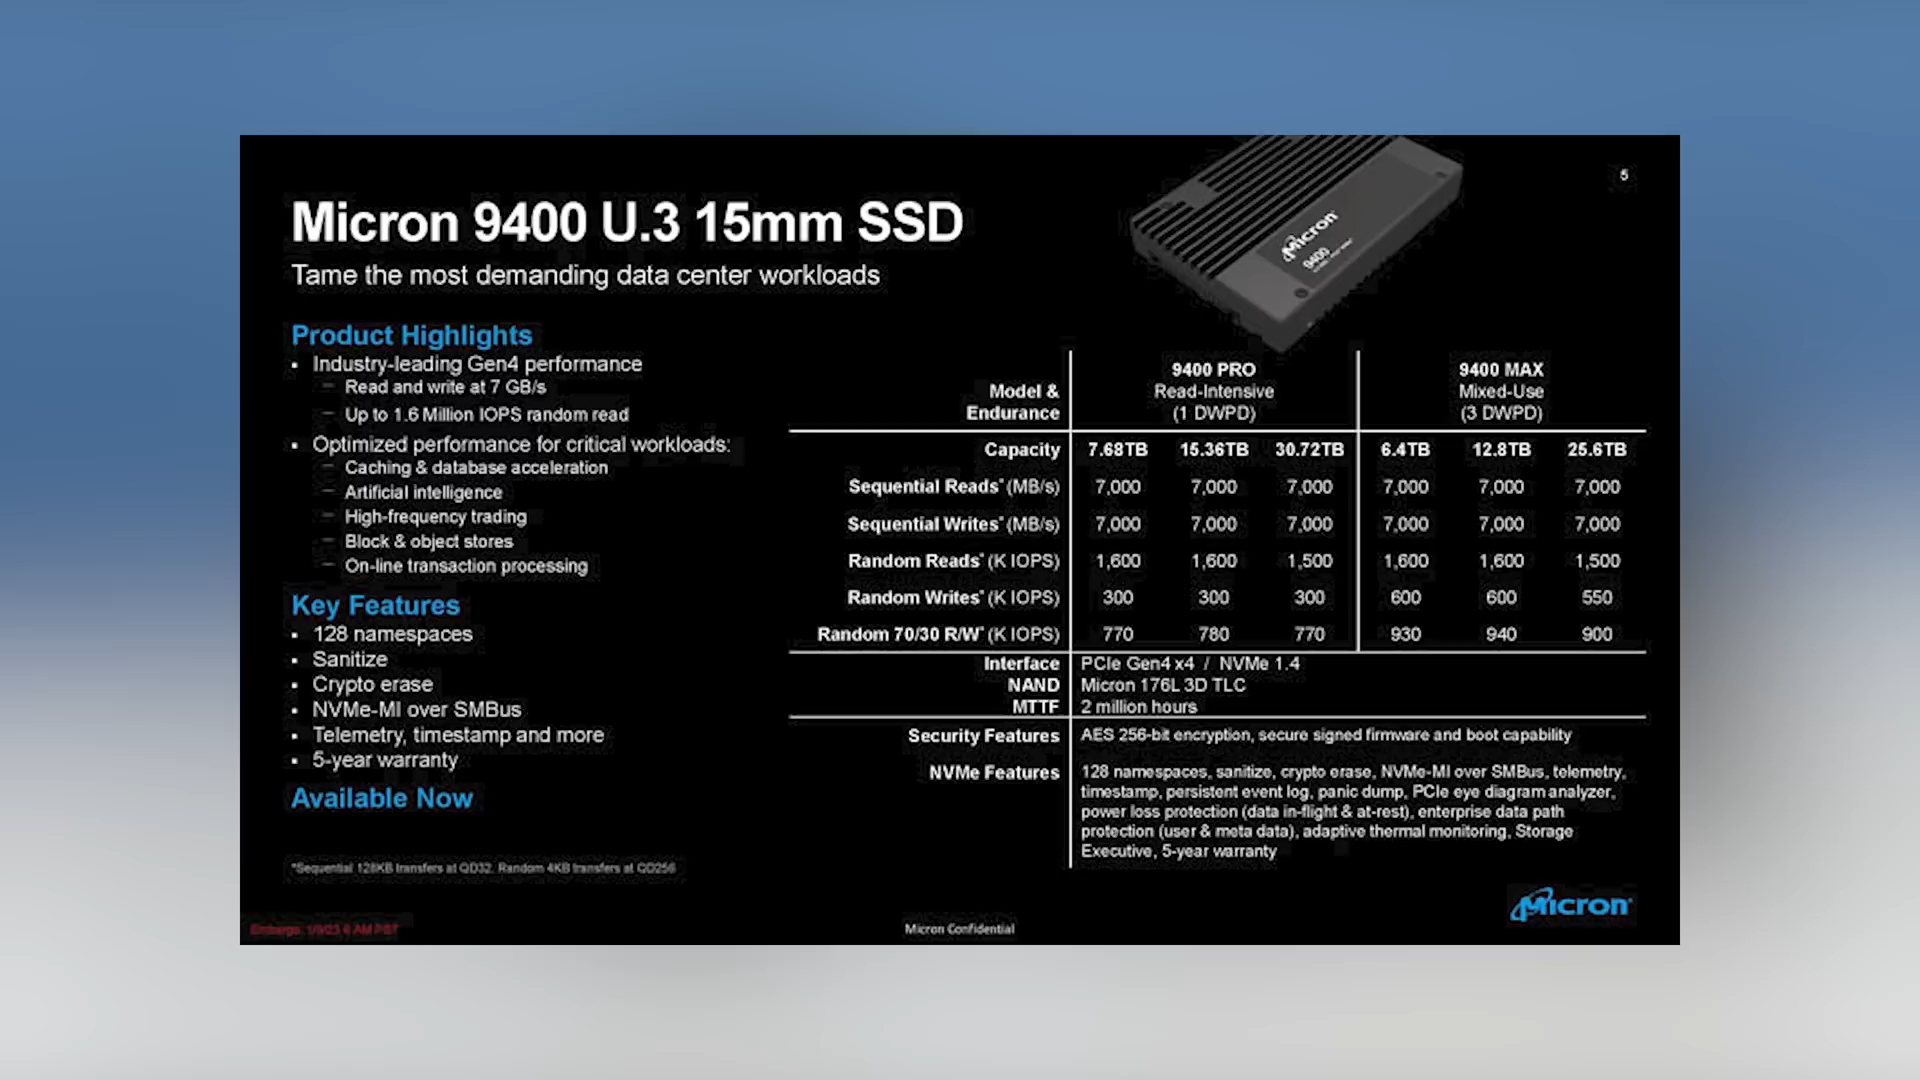 5
Micron 9400 U.3 15mm SSD
Tame the most demanding data center workloads
Micron
9400
Product Highlights
▪ Industry-leading Gen4 performance
– Read and write at 7 GB/s
– Up to 1.6 Million IOPS random read
▪ Optimized performance for critical workloads:
– Caching & database acceleration
– Artificial intelligence
– High-frequency trading
– Block & object stores
– On-line transaction processing
Key Features
▪ 128 namespaces
▪ Sanitize
▪ Crypto erase
▪ NVMe-MI over SMBus
▪ Telemetry, timestamp and more
▪ 5-year warranty
Available Now
*Sequential 128KB transfers at QD32, Random 4KB transfers at QD256
Model & Endurance 9400 PRO Read-Intensive (1 DWPD) 9400 MAX Mixed-Use (3 DWPD)
Capacity 7.68TB 15.36TB 30.72TB 6.4TB 12.8TB 25.6TB
Sequential Reads* (MB/s) 7,000 7,000 7,000 7,000 7,000 7,000
Sequential Writes* (MB/s) 7,000 7,000 7,000 7,000 7,000 7,000
Random Reads* (K IOPS) 1,600 1,600 1,500 1,600 1,600 1,500
Random Writes* (K IOPS) 300 300 300 600 600 550
Random 70/30 R/W* (K IOPS) 770 780 770 930 940 900
Interface PCIe Gen4 x4 / NVMe 1.4
NAND Micron 176L 3D TLC
MTTF 2 million hours
Security Features AES 256-bit encryption, secure signed firmware and boot capability
NVMe Features 128 namespaces, sanitize, crypto erase, NVMe-MI over SMBus, telemetry,
timestamp, persistent event log, panic dump, PCIe eye diagram analyzer,
power loss protection (data in-flight & at-rest), enterprise data path
protection (user & meta data), adaptive thermal monitoring, Storage
Executive, 5-year warranty
Micron
Embargo: 1/9/23 6 AM PST
Micron Confidential